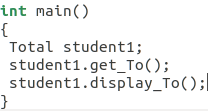 int main()
{
 Total student1;
 student1.get_To();
 student1.display_To();
}